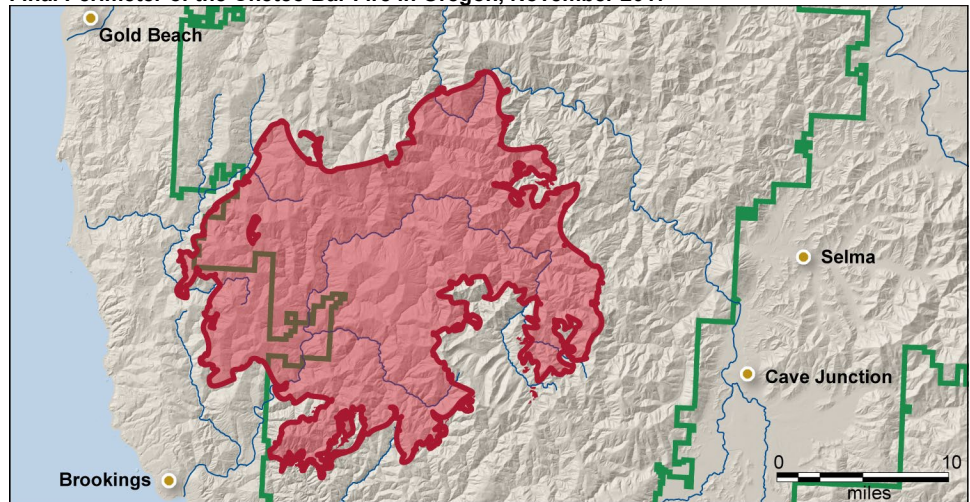 Final Perimeter of the Chetco Bar Fire in Oregon, November 2017
Gold Beach
Selma
Cave Junction
Brookings
0 10
miles